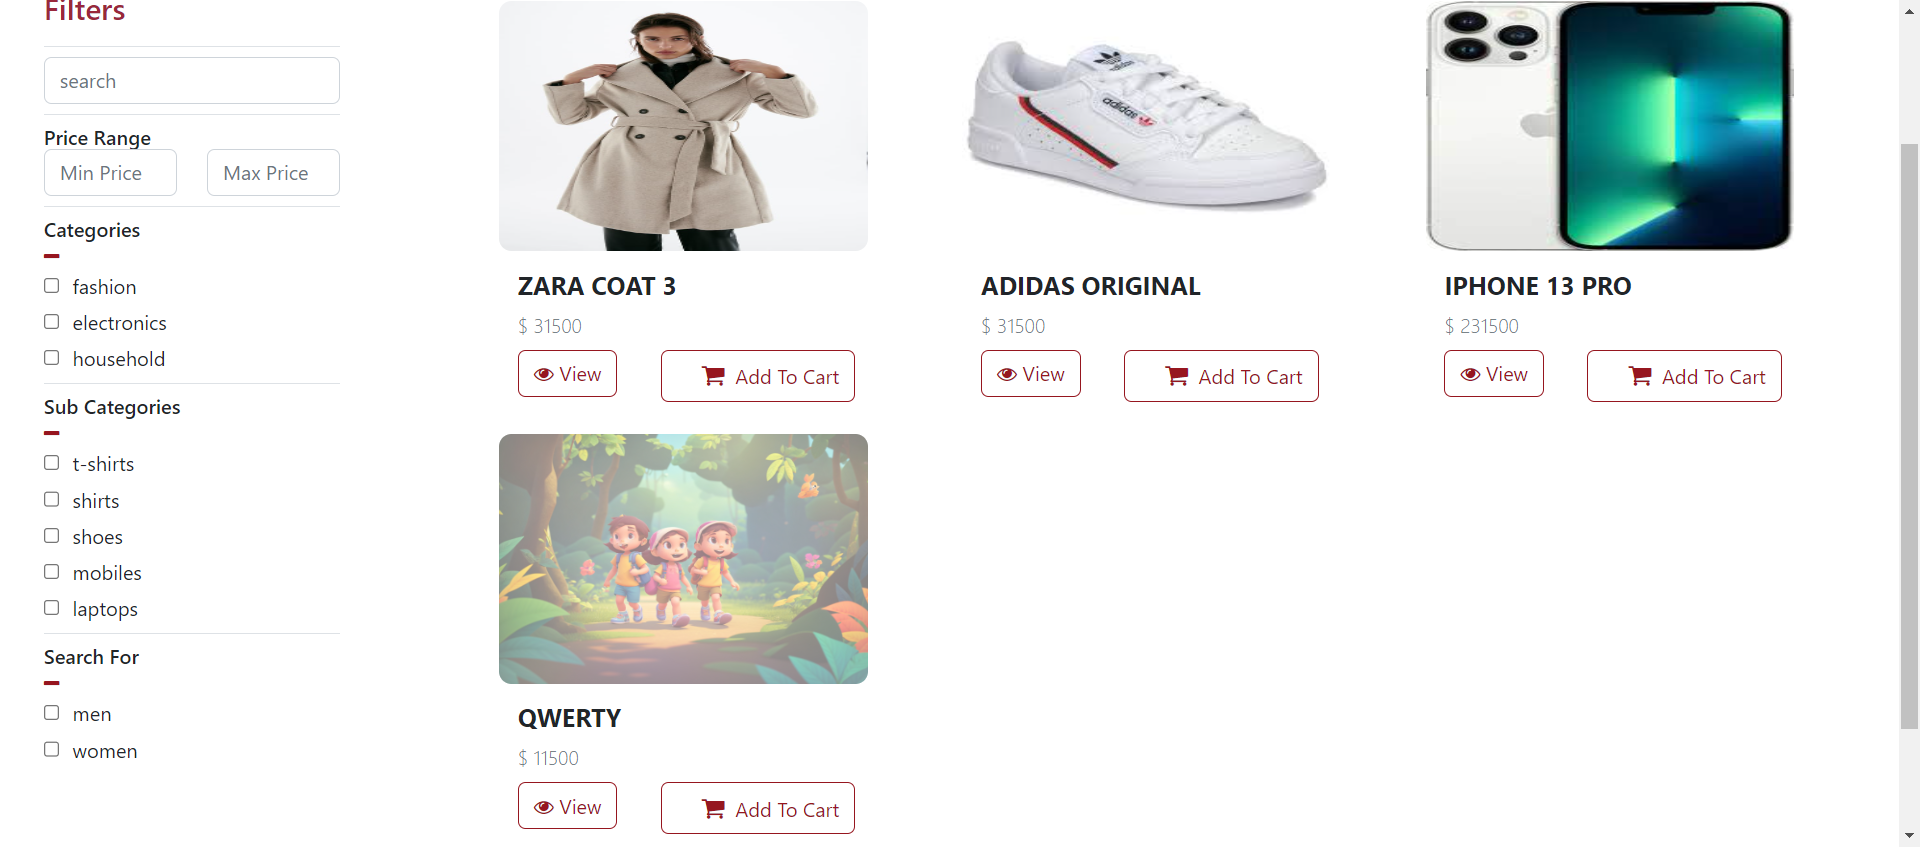 Filters
search
Price Range
Min Price
Max Price
Categories
fashion
electronics
household
Sub Categories
t-shirts
shirts
shoes
mobiles
laptops
Search For
men
women
ZARA COAT 3
$ 31500
View
Add To Cart
adidas
adidas
ADIDAS ORIGINAL
$ 31500
View
Add To Cart
IPHONE 13 PRO
$ 231500
View
Add To Cart
QWERTY
$ 11500
View
Add To Cart